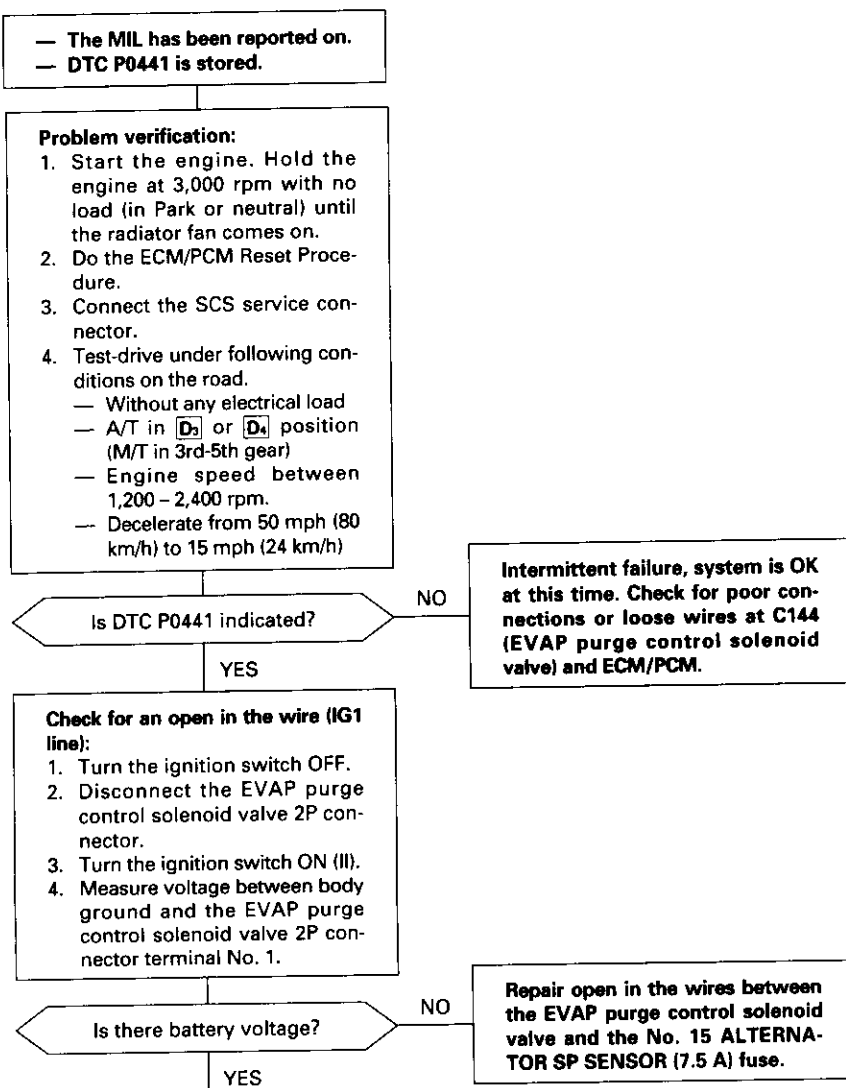 — The MIL has been reported on.
— DTC P0441 is stored.
Problem verification:
1. Start the engine. Hold the
engine at 3,000 rpm with no
load (in Park or neutral) until
the radiator fan comes on.
2. Do the ECM/PCM Reset Proce-
dure.
3. Connect the SCS service con-
nector.
4. Test-drive under following con-
ditions on the road.
— Without any electrical load
— A/T in D3 or D4 position
(M/T in 3rd-5th gear)
— Engine speed between
1,200 – 2,400 rpm.
— Decelerate from 50 mph (80
km/h) to 15 mph (24 km/h)
Is DTC P0441 indicated?
NO
Intermittent failure, system is OK
at this time. Check for poor con-
nections or loose wires at C144
(EVAP purge control solenoid
valve) and ECM/PCM.
YES
Check for an open in the wire (IG1
line):
1. Turn the ignition switch OFF.
2. Disconnect the EVAP purge
control solenoid valve 2P con-
nector.
3. Turn the ignition switch ON (II).
4. Measure voltage between body
ground and the EVAP purge
control solenoid valve 2P con-
nector terminal No. 1.
Is there battery voltage?
NO
Repair open in the wires between
the EVAP purge control solenoid
valve and the No. 15 ALTERNA-
TOR SP SENSOR (7.5 A) fuse.
YES